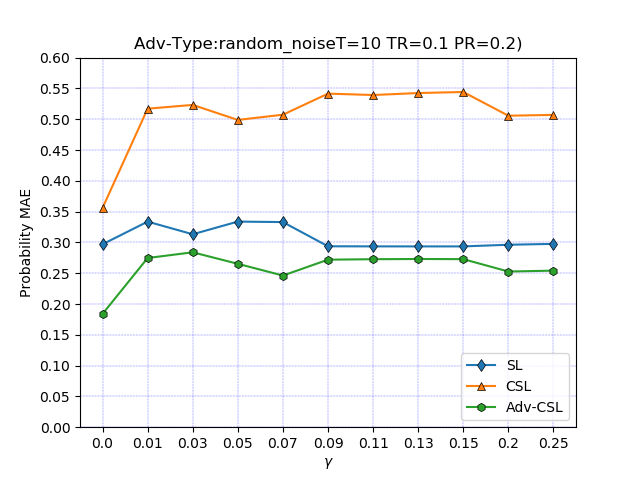 Adv-Type:random_noiseT=10 TR=0.1 PR=0.2)
0.60
0.55
0.50
0.45
0.40
0.35
0.30
0.25
0.20
0.15
0.10
0.05
0.00
Probability MAE
SL
CSL
Adv-CSL
0.0 0.01 0.03 0.05 0.07 0.09 0.11 0.13 0.15 0.2 0.25
γ